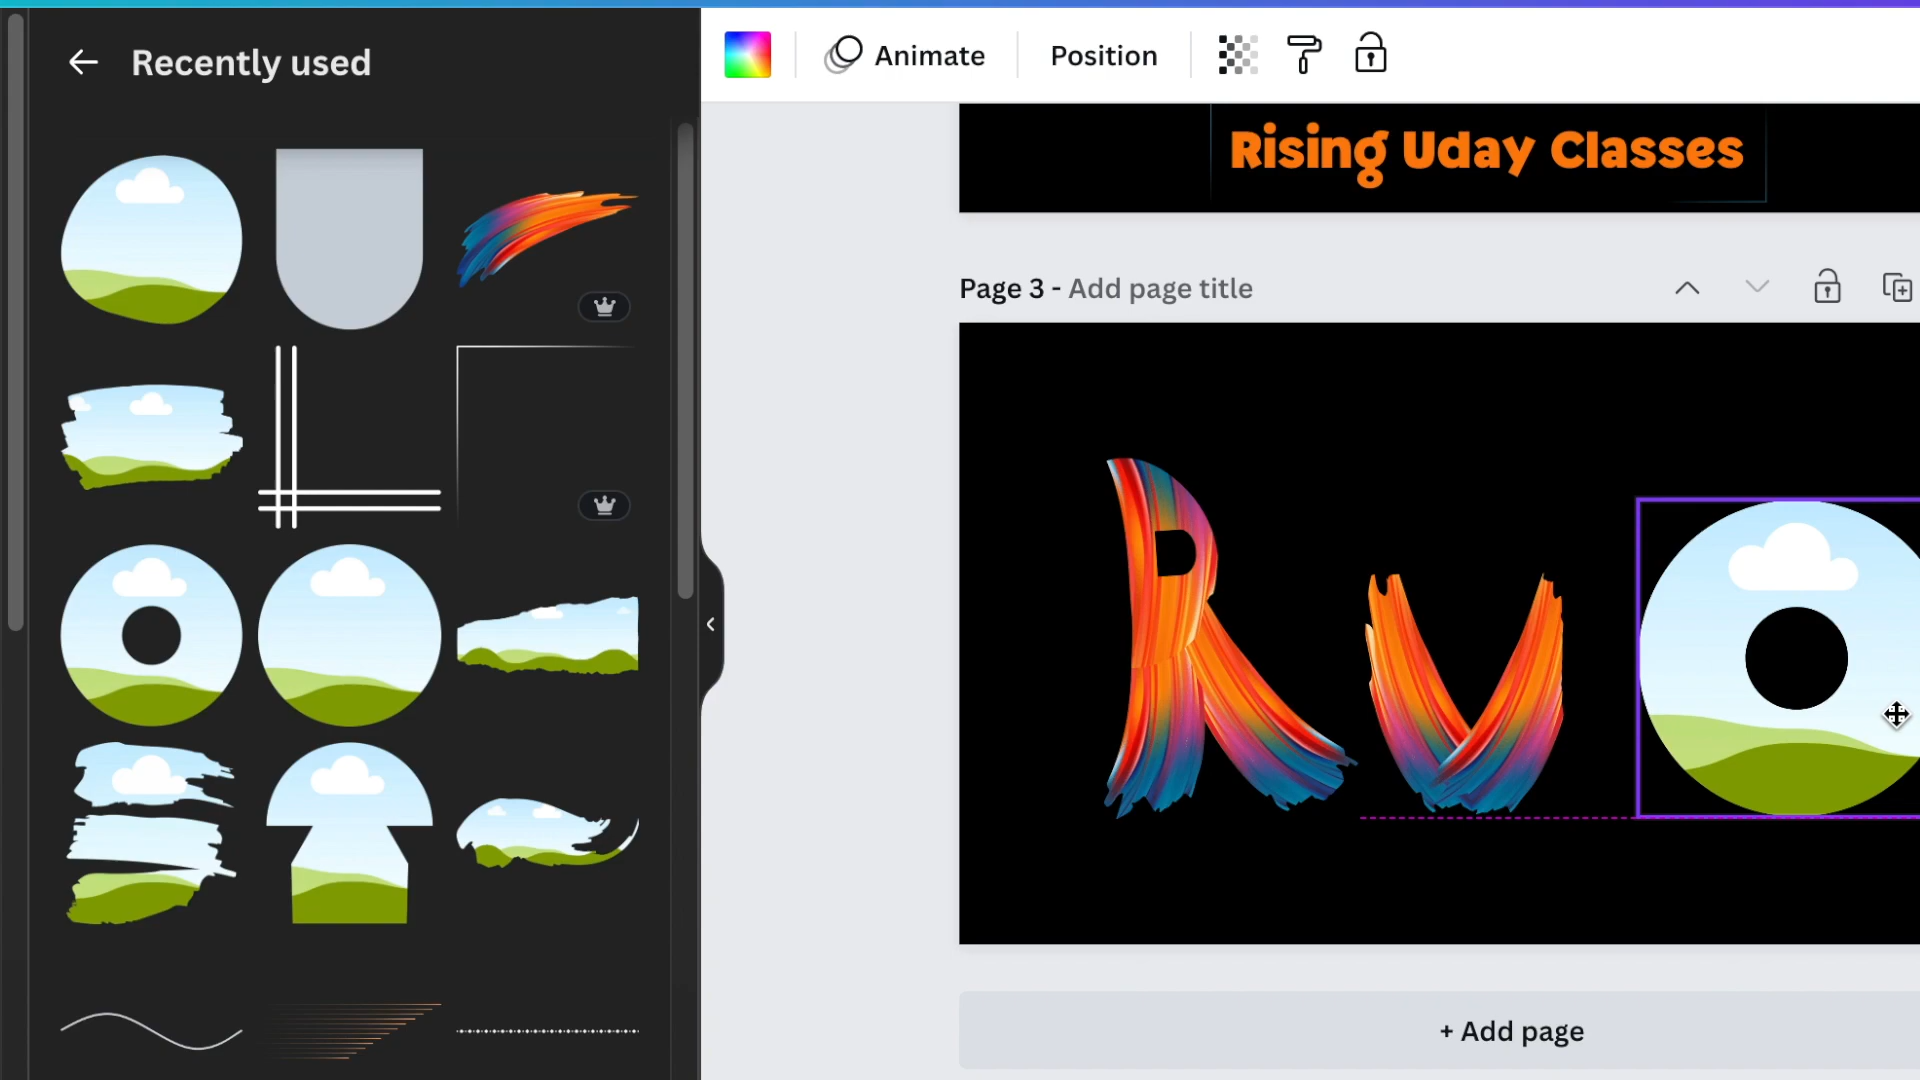 Recently used
Animate
Position
Rising Uday Classes
Page 3 - Add page title
R
+ Add page